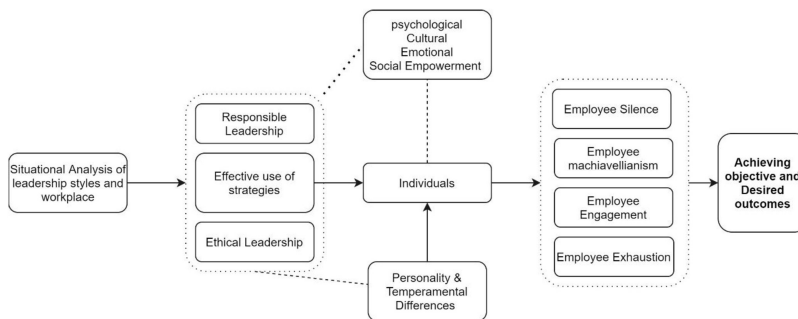 psychological
Cultural
Emotional
Social Empowerment
Responsible
Leadership
Employee Silence
Situational Analysis of
leadership styles and
workplace
Effective use of
strategies
Individuals
Employee
machiavellianism
Achieving
objective and
Desired
outcomes
Employee
Engagement
Ethical Leadership
Employee Exhaustion
Personality &
Temperamental
Differences